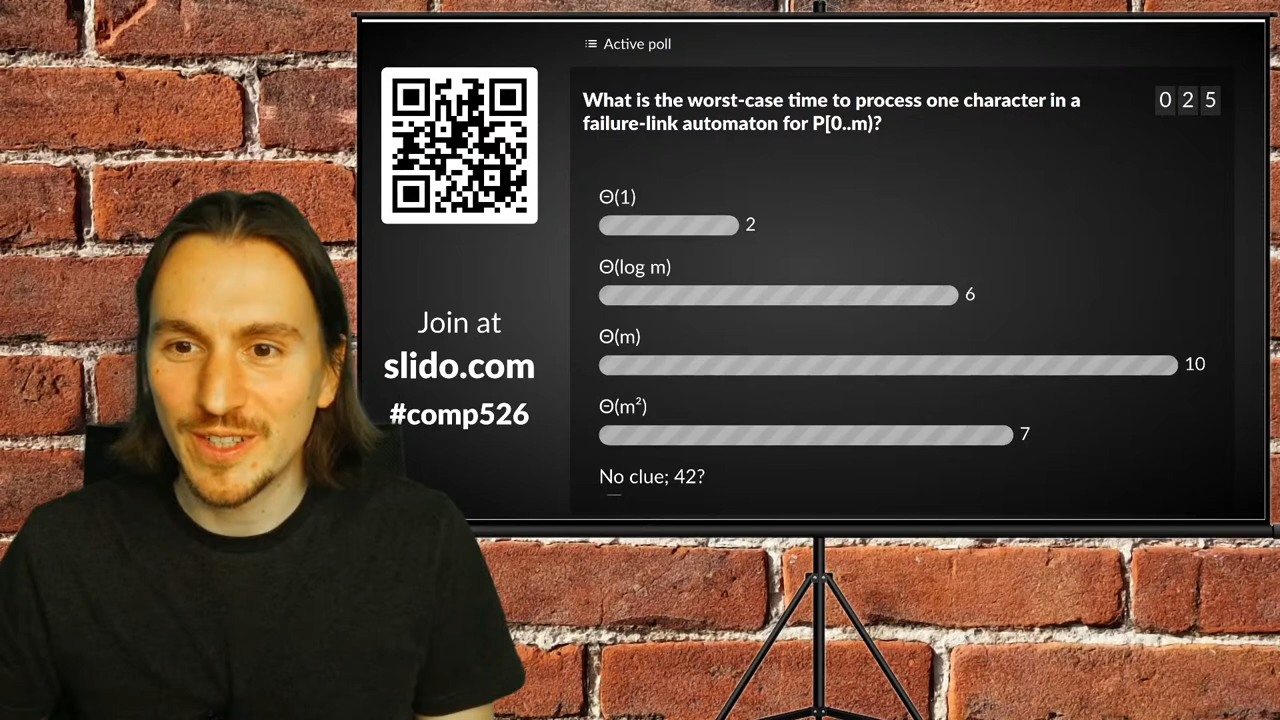 Active poll
What is the worst-case time to process one character in a
failure-link automaton for P[0..m)?
0 2 5
Θ(1)
2
Θ(log m)
6
Θ(m)
10
Θ(m²)
7
No clue; 42?
Join at
slido.com
#comp526